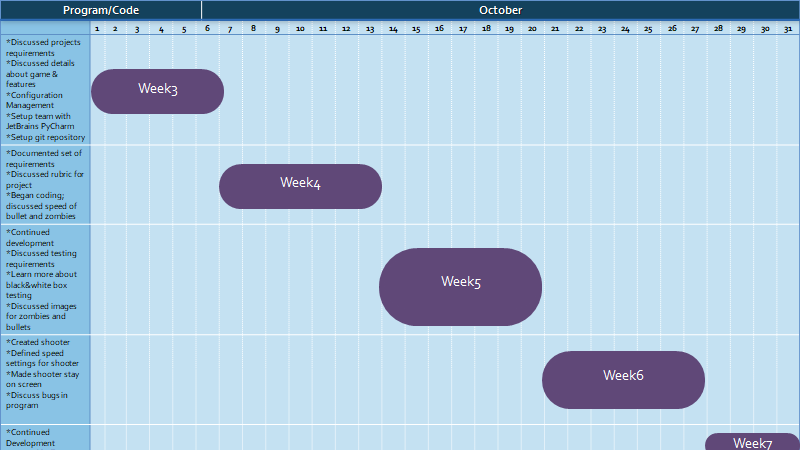 Program/Code October
1 2 3 4 5 6 7 8 9 10 11 12 13 14 15 16 17 18 19 20 21 22 23 24 25 26 27 28 29 30 31
*Discussed projects
requirements
*Discussed details
about game &
features
*Configuration
Management
*Setup team with
JetBrains PyCharm
*Setup git repository
Week3
*Documented set of
requirements
*Discussed rubric for
project
*Began coding;
discussed speed of
bullet and zombies
Week4
*Continued
development
*Discussed testing
requirements
*Learn more about
black&white box
testing
*Discussed images
for zombies and
bullets
Week5
*Created shooter
*Defined speed
settings for shooter
*Made shooter stay
on screen
*Discuss bugs in
program
Week6
*Continued
Development
Week7